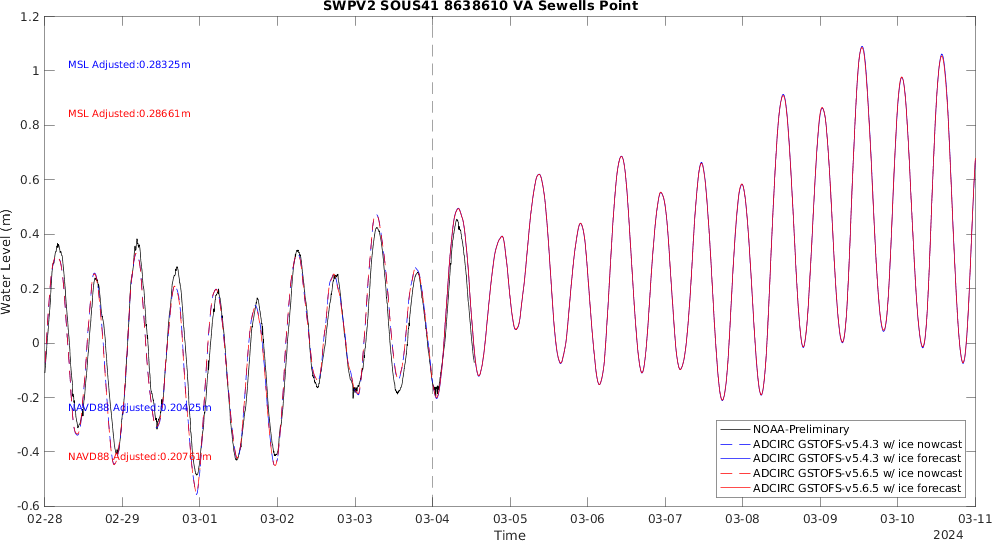 SWPV2 SOUS41 8638610 VA Sewells Point
1.2
1
0.8
0.6
0.4
0.2
0
-0.2
-0.4
-0.6
Water Level (m)
MSL Adjusted:0.28325m
MSL Adjusted:0.28661m
NAVD88 Adjusted:0.20425m
NAVD88 Adjusted:0.20761m
NOAA-Preliminary
ADCIRC GSTOFS-v5.4.3 w/ ice nowcast
ADCIRC GSTOFS-v5.4.3 w/ ice forecast
ADCIRC GSTOFS-v5.6.5 w/ ice nowcast
ADCIRC GSTOFS-v5.6.5 w/ ice forecast
02-28 02-29 03-01 03-02 03-03 03-04 03-05 03-06 03-07 03-08 03-09 03-10 03-11
Time
2024